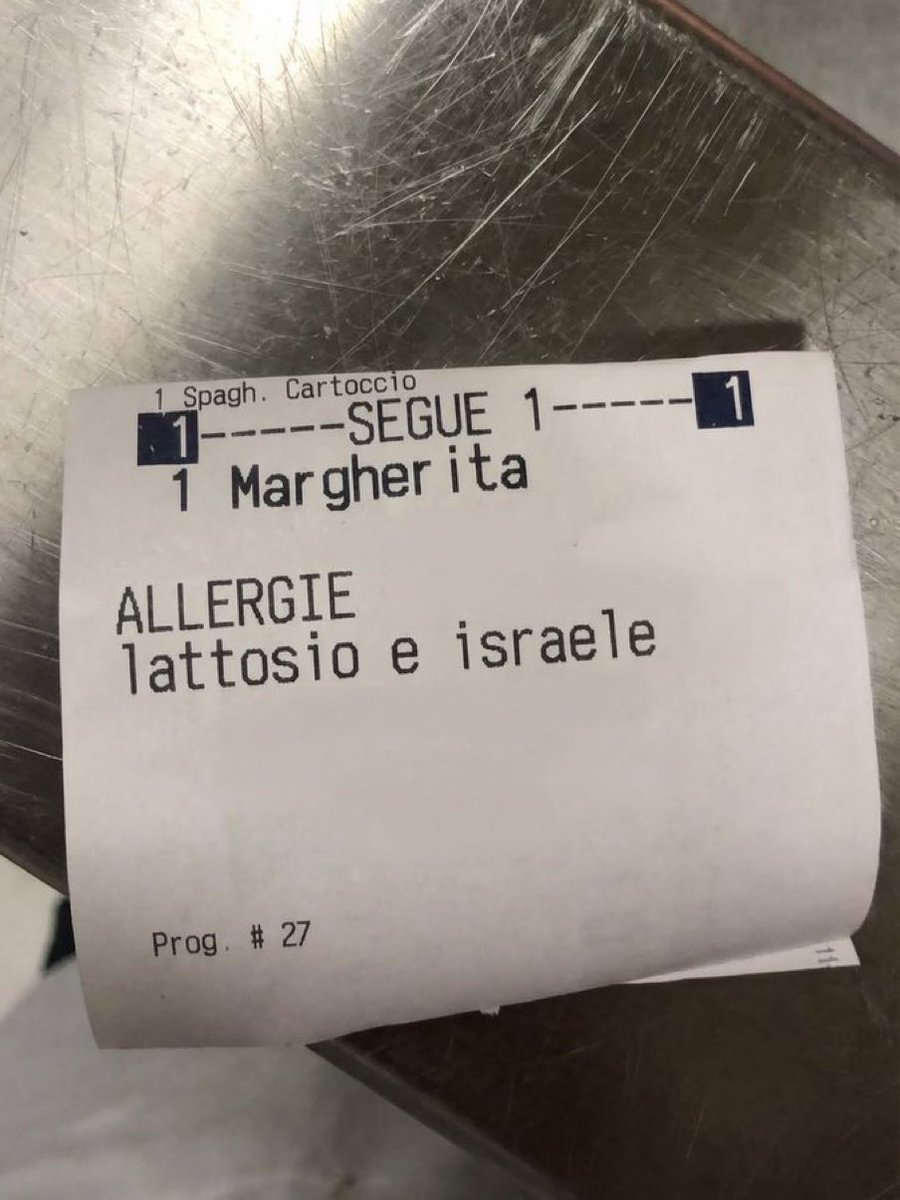 1 Spagh. Cartoccio
1-----SEGUE 1-----1
1 Margherita
ALLERGIE
lattosio e israele
Prog. # 27